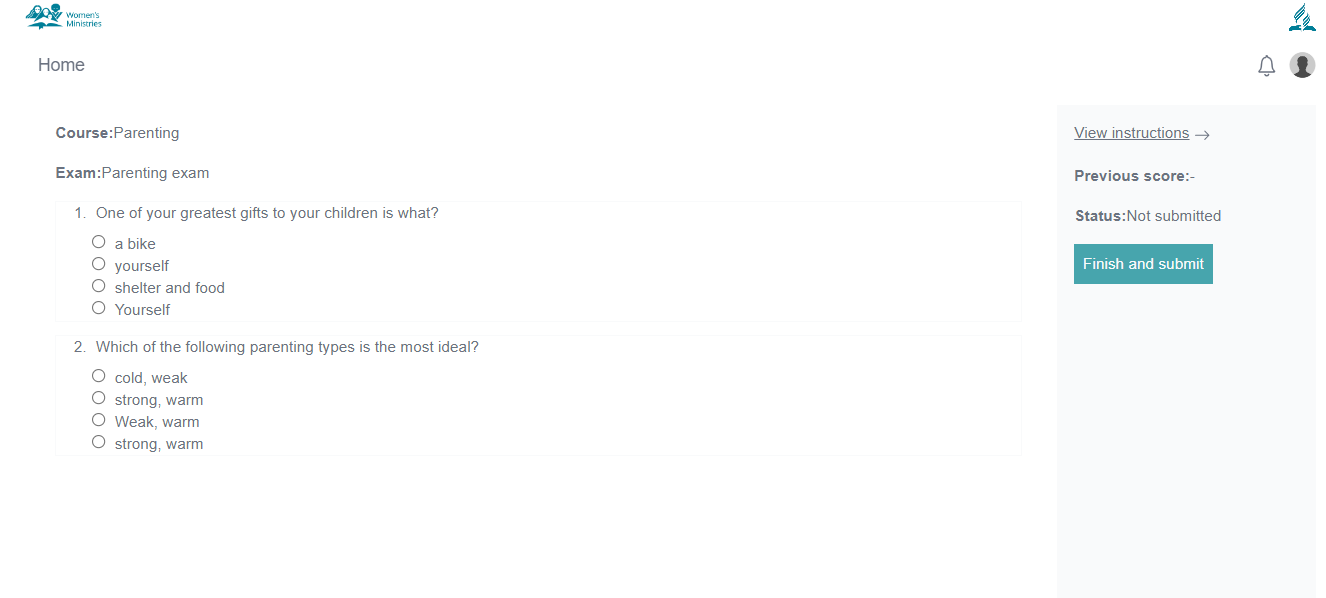 Women's
Ministries
Home
Course:Parenting
Exam:Parenting exam
1. One of your greatest gifts to your children is what?
a bike
yourself
shelter and food
Yourself
2. Which of the following parenting types is the most ideal?
cold, weak
strong, warm
Weak, warm
strong, warm
View instructions →
Previous score:-
Status:Not submitted
Finish and submit